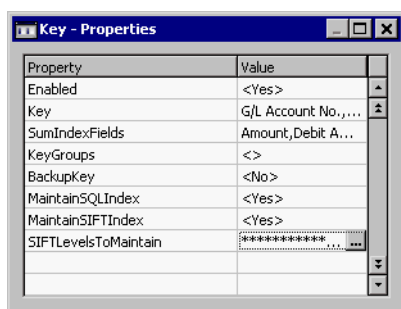 Key - Properties
Property Value
Enabled <Yes>
Key G/L Account No.,...
SumIndexFields Amount,Debit A...
KeyGroups <>
BackupKey <No>
MaintainSQLIndex <Yes>
MaintainSIFTIndex <Yes>
SIFTLevelsToMaintain ***********... ...